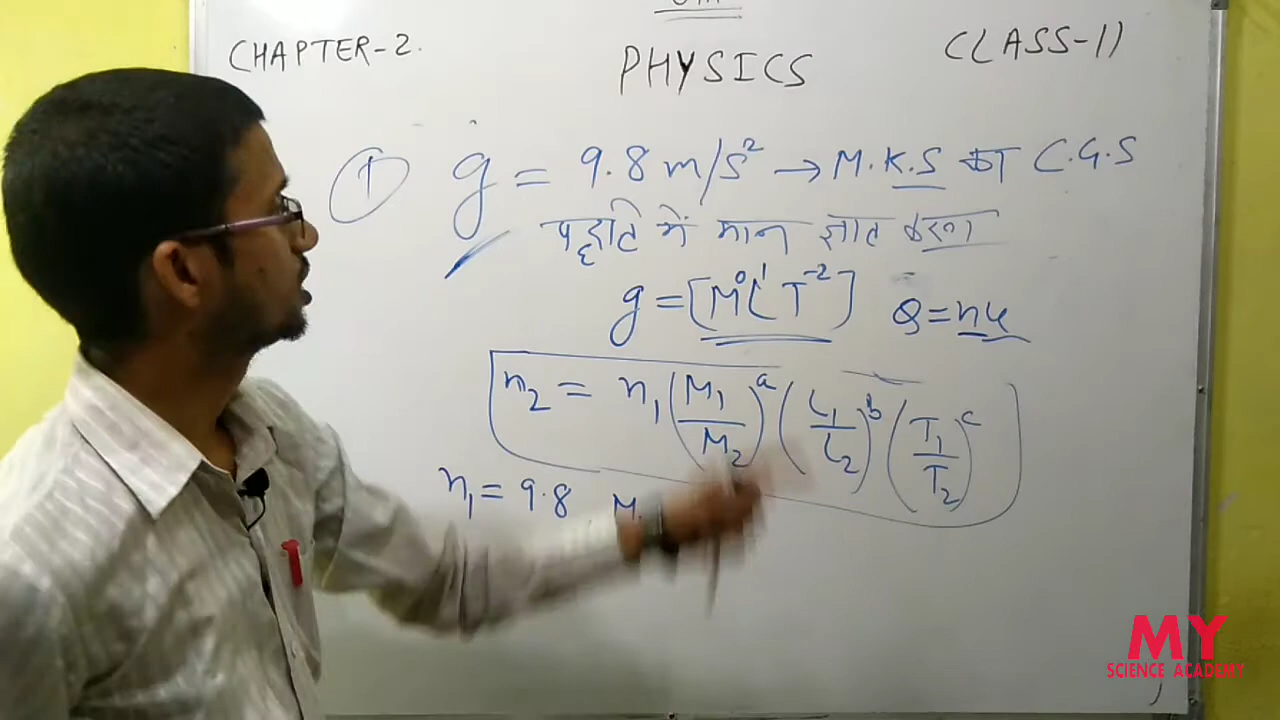 CHAPTER-2.
PHYSICS
CLASS-11
① g = 9.8 m/s² → M.K.S का C.G.S
पद्धति में मान ज्ञात करना
g = [M⁰L¹T⁻²] Q = nu
n₂ = n₁ (M₁/M₂)ᵃ (L₁/L₂)ᵇ (T₁/T₂)ᶜ
n₁ = 9.8 M
MY
SCIENCE ACADEMY